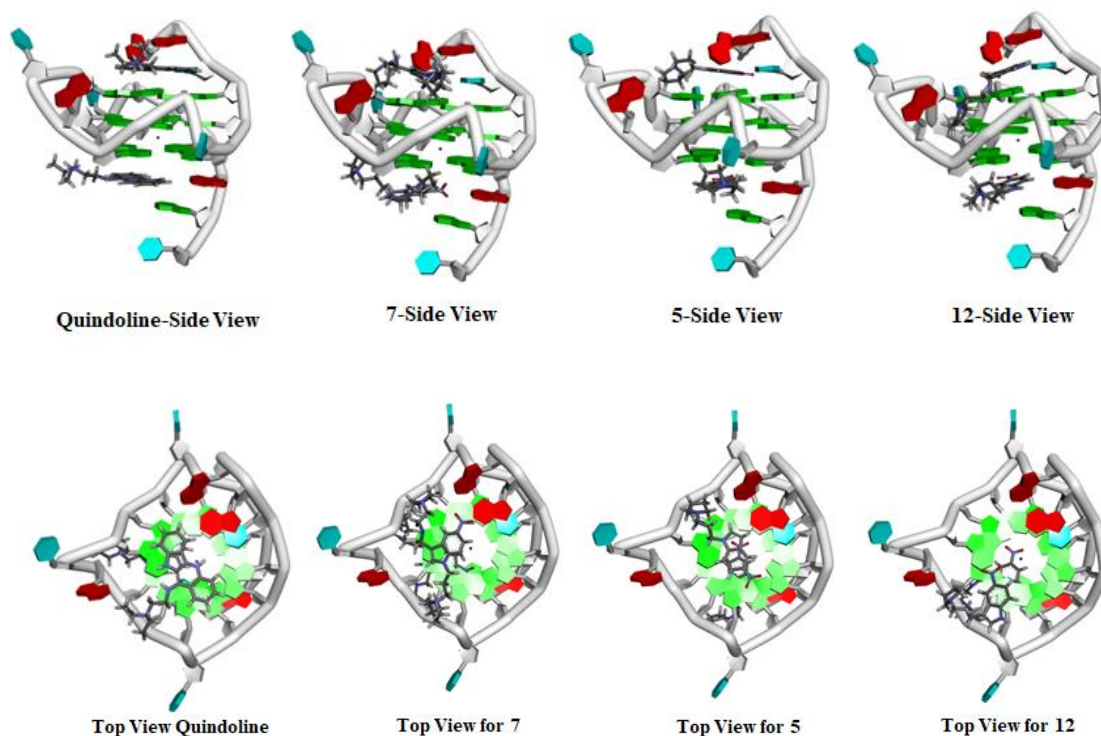 Quindoline-Side View
7-Side View
5-Side View
12-Side View
Top View Quindoline
Top View for 7
Top View for 5
Top View for 12